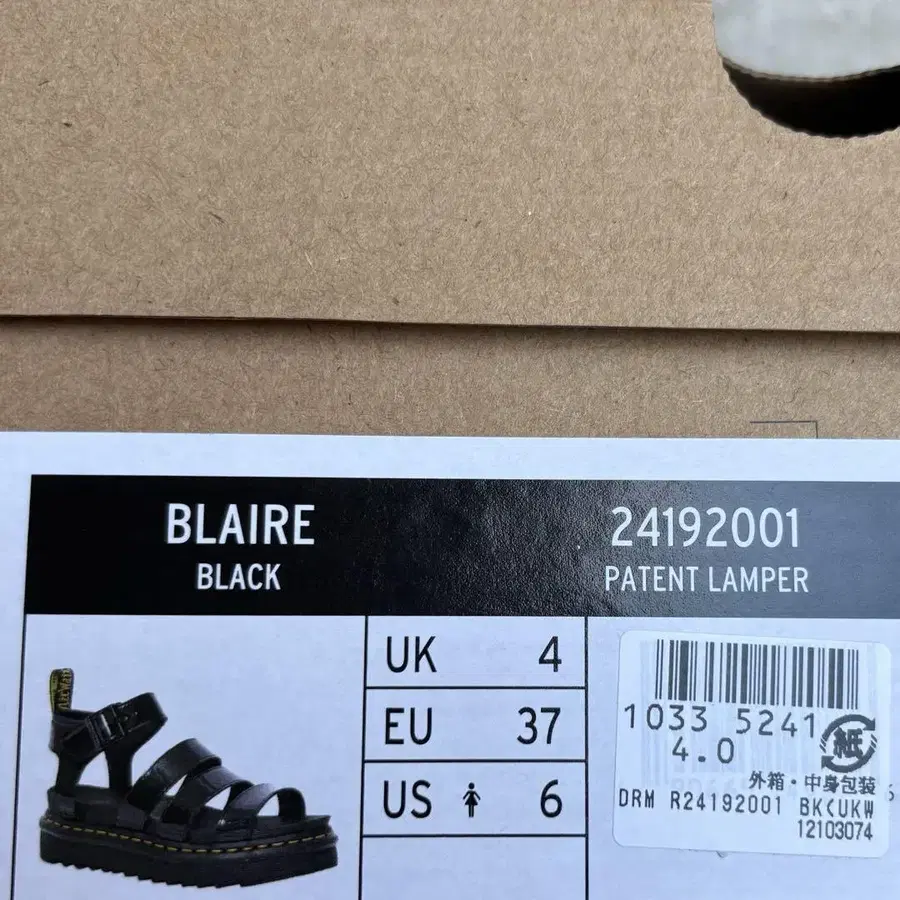 BLAIRE
BLACK
24192001
PATENT LAMPER
UK 4
EU 37
US 6
1033 5241
4.0
紙
外箱・中身包装
DRM R24192001 BK<UKW
12103074